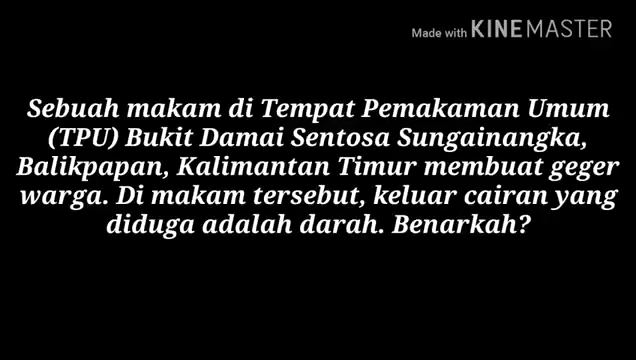 Made with KINEMASTER
Sebuah makam di Tempat Pemakaman Umum
(TPU) Bukit Damai Sentosa Sungainangka,
Balikpapan, Kalimantan Timur membuat geger
warga. Di makam tersebut, keluar cairan yang
diduga adalah darah. Benarkah?